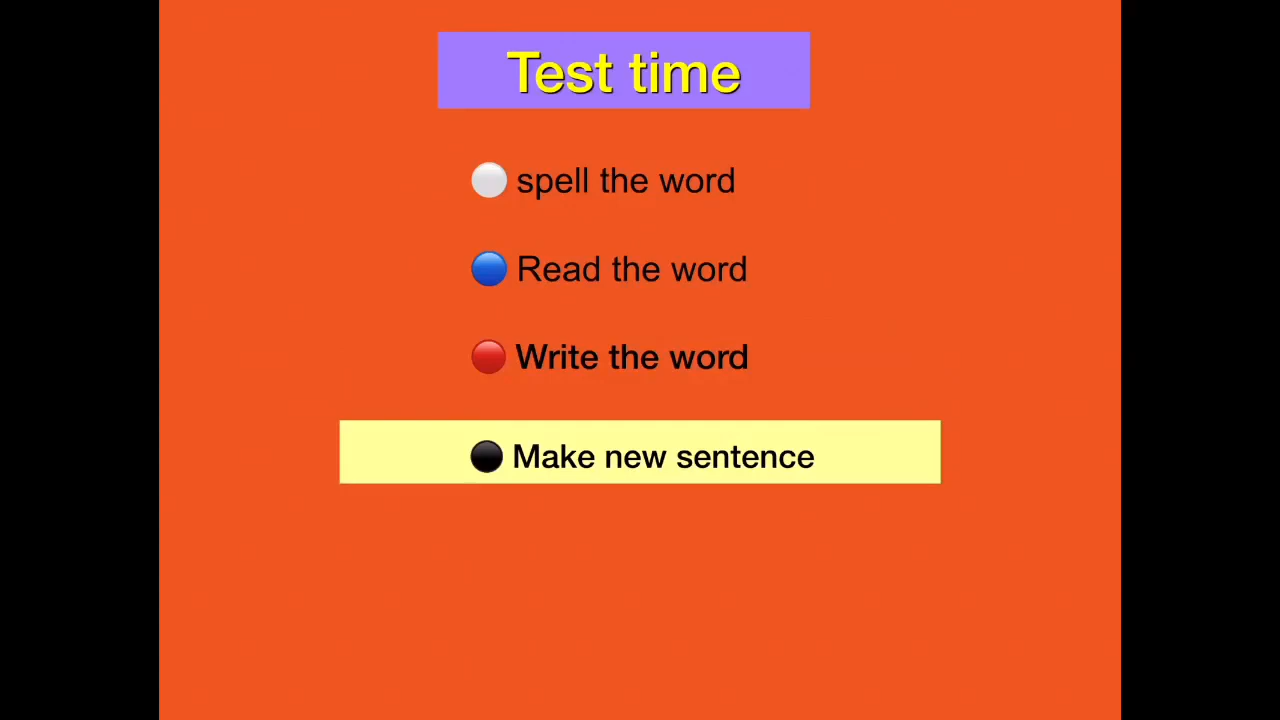 Test time
spell the word
Read the word
Write the word
Make new sentence